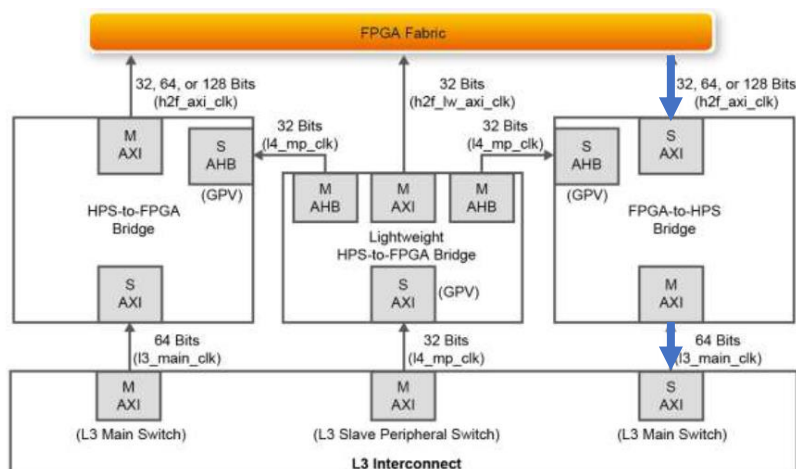 FPGA Fabric
32, 64, or 128 Bits
(h2f_axi_clk)
32 Bits
(h2f_lw_axi_clk)
32, 64, or 128 Bits
(h2f_axi_clk)
M
AXI
S
AHB
(GPV)
32 Bits
(l4_mp_clk)
32 Bits
(l4_mp_clk)
S
AHB
(GPV)
S
AXI
HPS-to-FPGA
Bridge
M
AHB
M
AXI
M
AHB
Lightweight
HPS-to-FPGA Bridge
FPGA-to-HPS
Bridge
S
AXI
S
AXI
(GPV)
M
AXI
64 Bits
(l3_main_clk)
32 Bits
(l4_mp_clk)
64 Bits
(l3_main_clk)
M
AXI
M
AXI
S
AXI
(L3 Main Switch)
(L3 Slave Peripheral Switch)
(L3 Main Switch)
L3 Interconnect